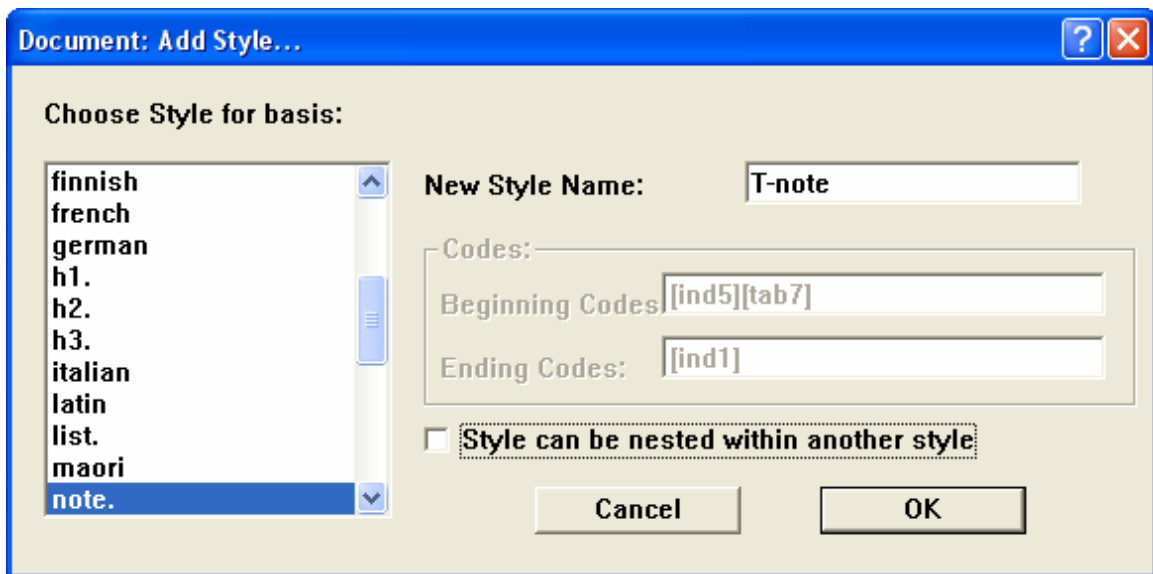 Document: Add Style...
Choose Style for basis:
finnish
french
german
h1.
h2.
h3.
italian
latin
list.
maori
note.
New Style Name:
T-note
Codes:
Beginning Codes
[ind5][tab7]
Ending Codes:
[ind1]
Style can be nested within another style
Cancel
OK